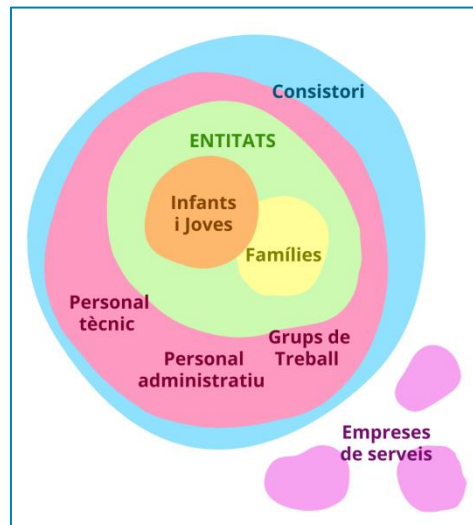 Consistori
ENTITATS
Infants
i Joves
Famílies
Personal
tècnic
Grups de
Treball
Personal
administratiu
Empreses
de serveis